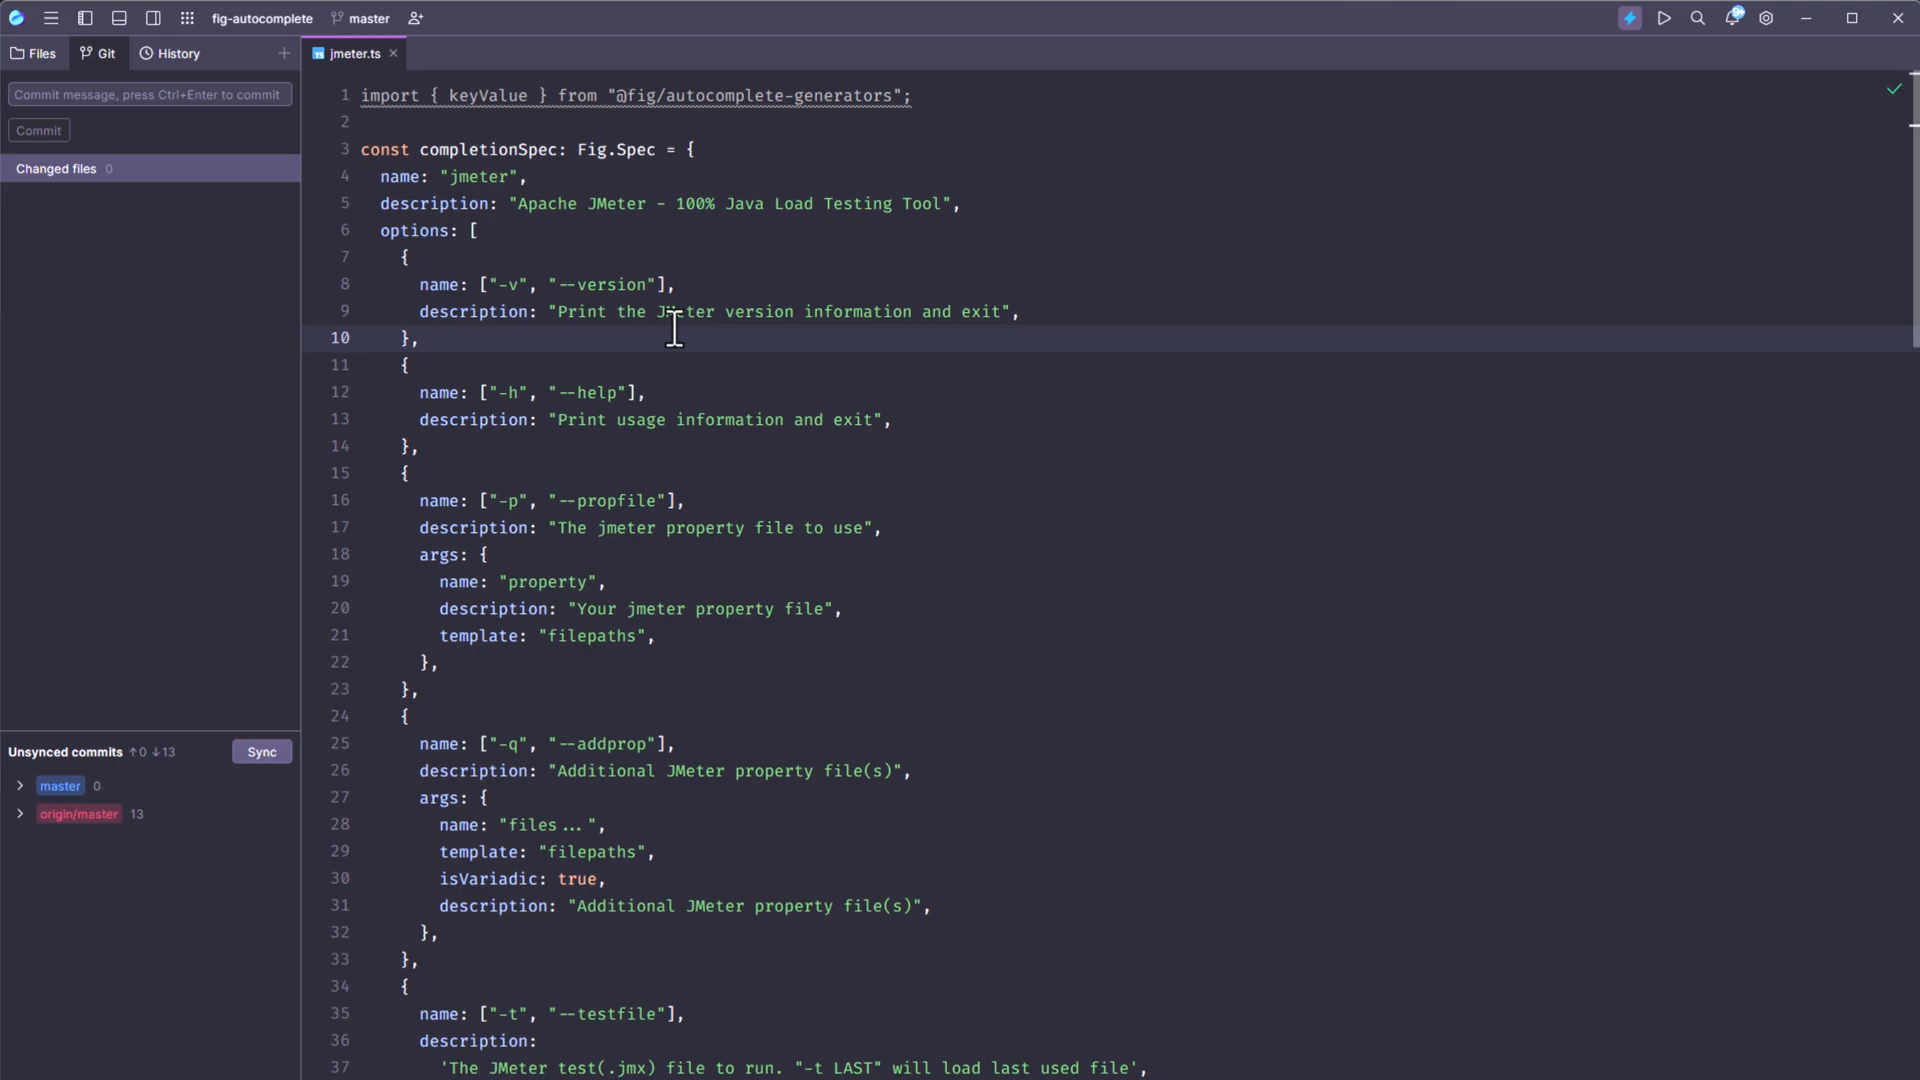 fig-autocomplete master
9+
Files Git History
jmeter.ts
Commit message, press Ctrl+Enter to commit
Commit
Changed files 0
Unsynced commits ↑0 ↓13 Sync
master 0
origin/master 13
1 import { keyValue } from "@fig/autocomplete-generators";
2
3 const completionSpec: Fig.Spec = {
4 name: "jmeter",
5 description: "Apache JMeter - 100% Java Load Testing Tool",
6 options: [
7 {
8 name: ["-v", "--version"],
9 description: "Print the JMeter version information and exit",
10 },
11 {
12 name: ["-h", "--help"],
13 description: "Print usage information and exit",
14 },
15 {
16 name: ["-p", "--propfile"],
17 description: "The jmeter property file to use",
18 args: {
19 name: "property",
20 description: "Your jmeter property file",
21 template: "filepaths",
22 },
23 },
24 {
25 name: ["-q", "--addprop"],
26 description: "Additional JMeter property file(s)",
27 args: {
28 name: "files...",
29 template: "filepaths",
30 isVariadic: true,
31 description: "Additional JMeter property file(s)",
32 },
33 },
34 {
35 name: ["-t", "--testfile"],
36 description:
37 'The JMeter test(.jmx) file to run. "-t LAST" will load last used file',